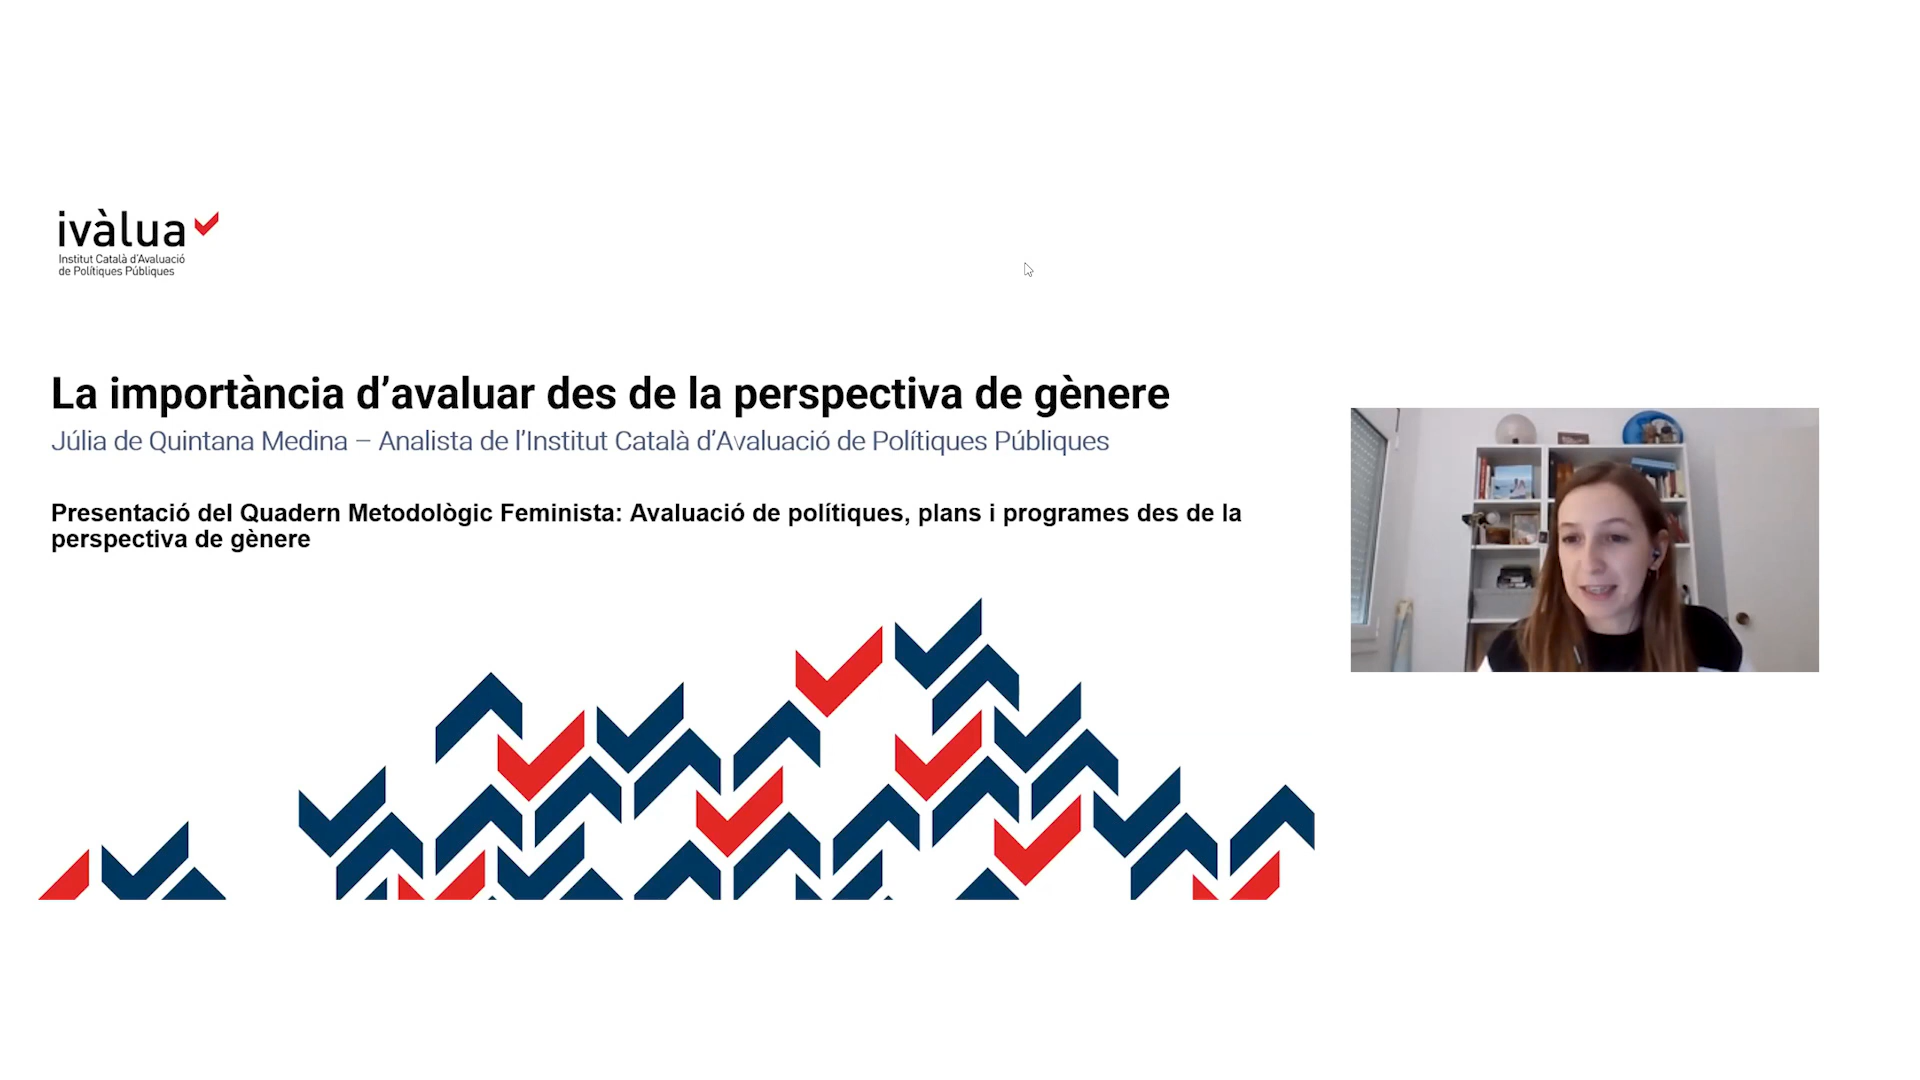 ivàlua
Institut Català d'Avaluació
de Polítiques Públiques
La importància d’avaluar des de la perspectiva de gènere
Júlia de Quintana Medina – Analista de l’Institut Català d’Avaluació de Polítiques Públiques
Presentació del Quadern Metodològic Feminista: Avaluació de polítiques, plans i programes des de la
perspectiva de gènere